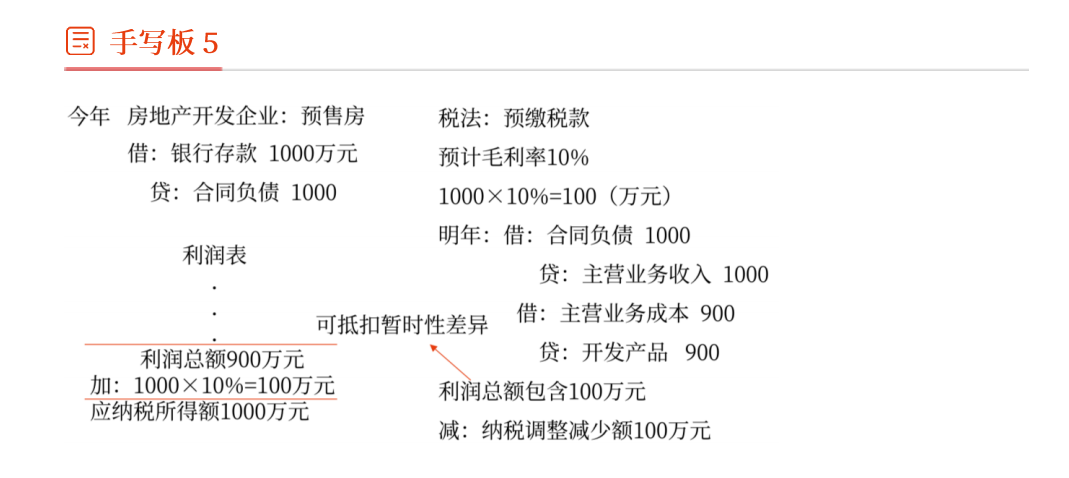 手写板 5
今年 房地产开发企业：预售房
借：银行存款 1000万元
贷：合同负债 1000
利润表
.
.
.
利润总额900万元
加：1000×10%=100万元
应纳税所得额1000万元
可抵扣暂时性差异
税法：预缴税款
预计毛利率10%
1000×10%=100（万元）
明年：借：合同负债 1000
贷：主营业务收入 1000
借：主营业务成本 900
贷：开发产品 900
利润总额包含100万元
减：纳税调整减少额100万元